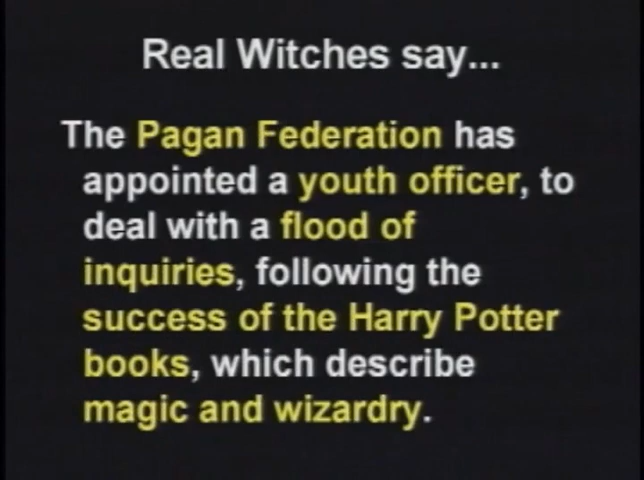 Real Witches say...
The Pagan Federation has
appointed a youth officer, to
deal with a flood of
inquiries, following the
success of the Harry Potter
books, which describe
magic and wizardry.